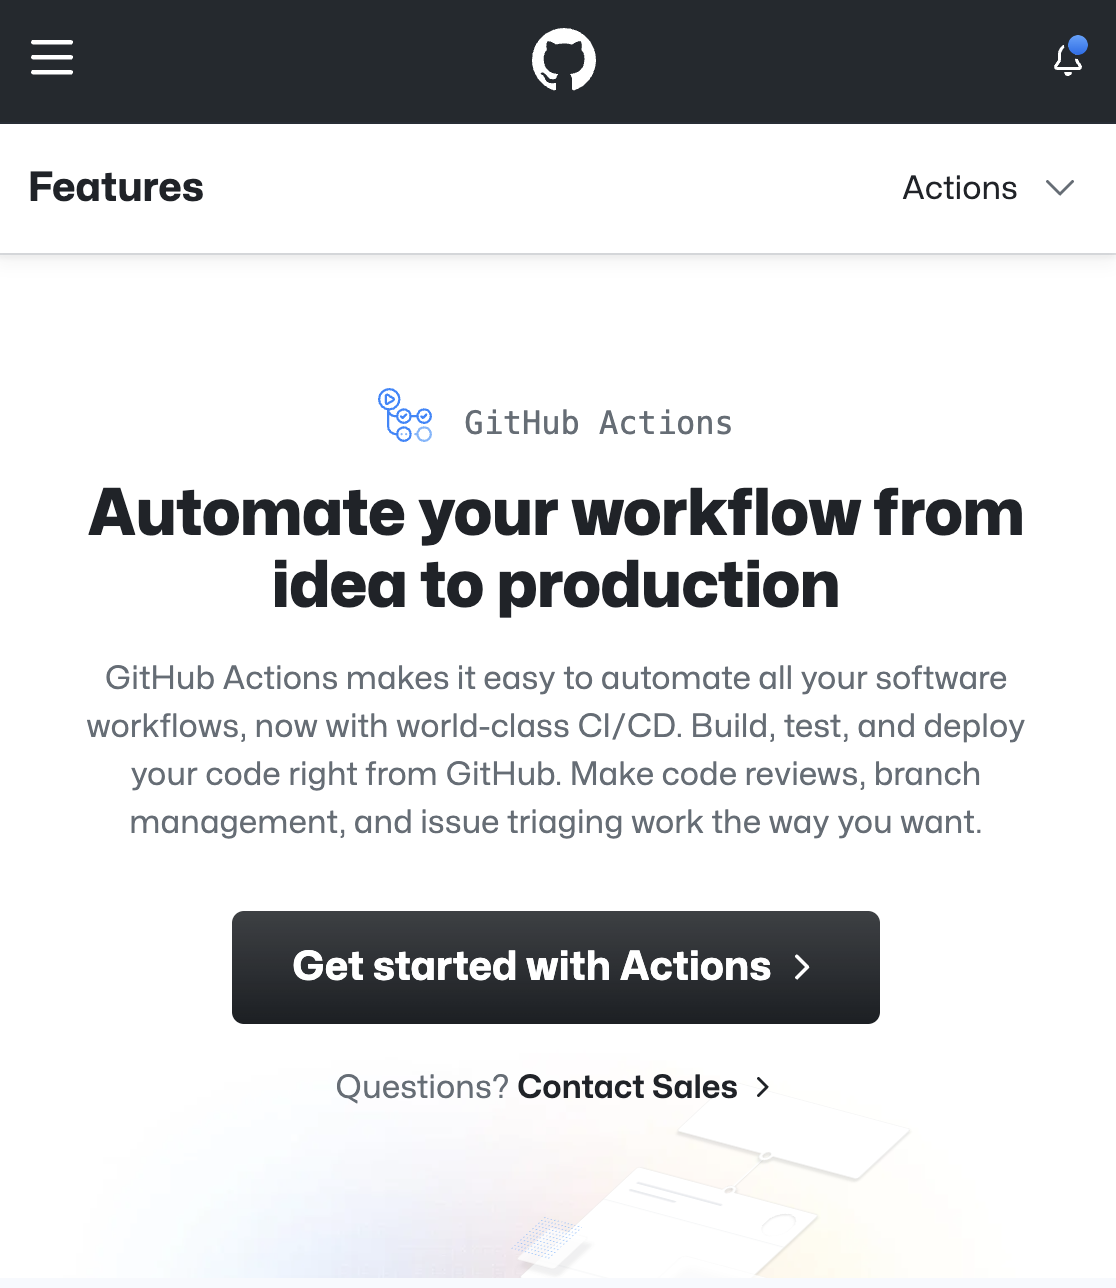 Features
Actions
GitHub Actions
Automate your workflow from
idea to production
GitHub Actions makes it easy to automate all your software
workflows, now with world-class CI/CD. Build, test, and deploy
your code right from GitHub. Make code reviews, branch
management, and issue triaging work the way you want.
Get started with Actions
Questions? Contact Sales